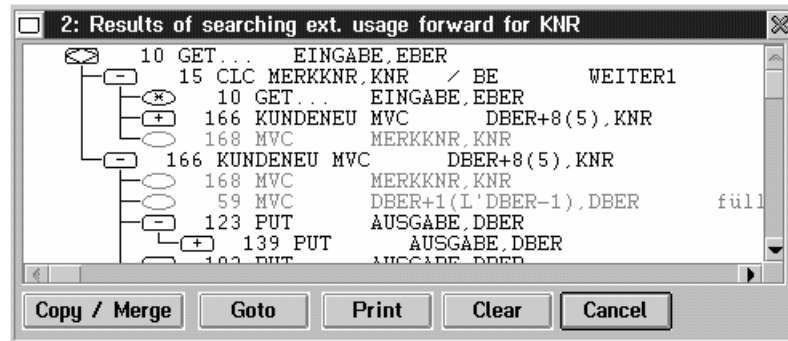 2: Results of searching ext. usage forward for KNR
10 GET... EINGABE,EBER
15 CLC MERKKNR,KNR / BE WEITER1
10 GET... EINGABE,EBER
166 KUNDENEU MVC DBER+8(5),KNR
168 MVC MERKKNR,KNR
166 KUNDENEU MVC DBER+8(5),KNR
168 MVC MERKKNR,KNR
59 MVC DBER+1(L'DBER-1),DBER füll
123 PUT AUSGABE,DBER
139 PUT AUSGABE,DBER
Copy / Merge Goto Print Clear Cancel